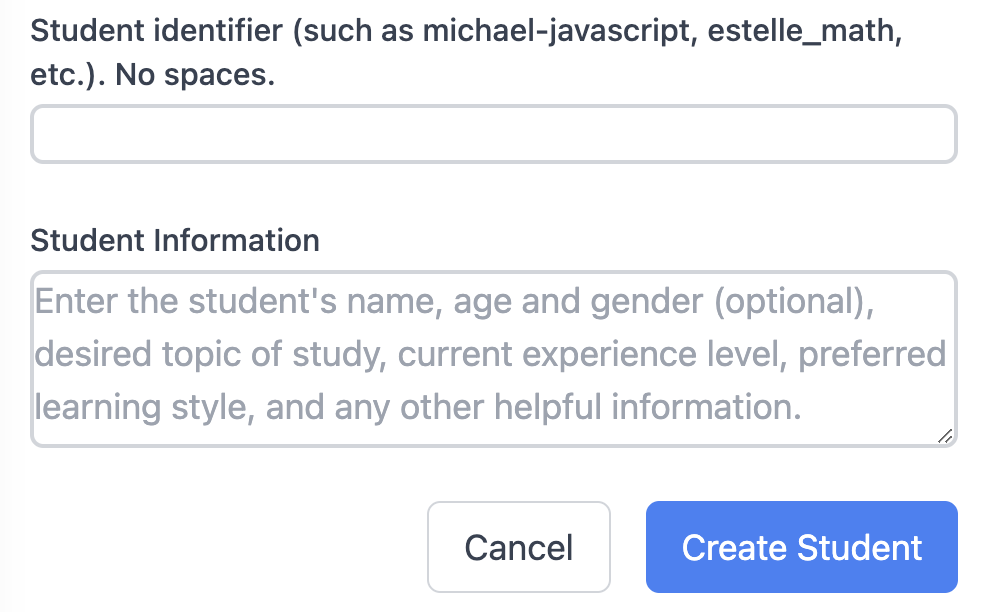 Student identifier (such as michael-javascript, estelle_math,
etc.). No spaces.
Student Information
Enter the student's name, age and gender (optional),
desired topic of study, current experience level, preferred
learning style, and any other helpful information.
Cancel
Create Student